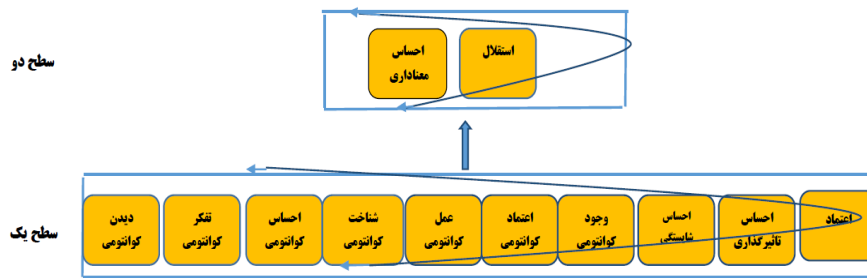 سطح دو
استقلال
احساس
معناداری
سطح یک
اعتماد
احساس
تاثیرگذاری
احساس
شایستگی
وجود
کوانتومی
اعتماد
کوانتومی
عمل
کوانتومی
شناخت
کوانتومی
احساس
کوانتومی
تفکر
کوانتومی
دیدن
کوانتومی